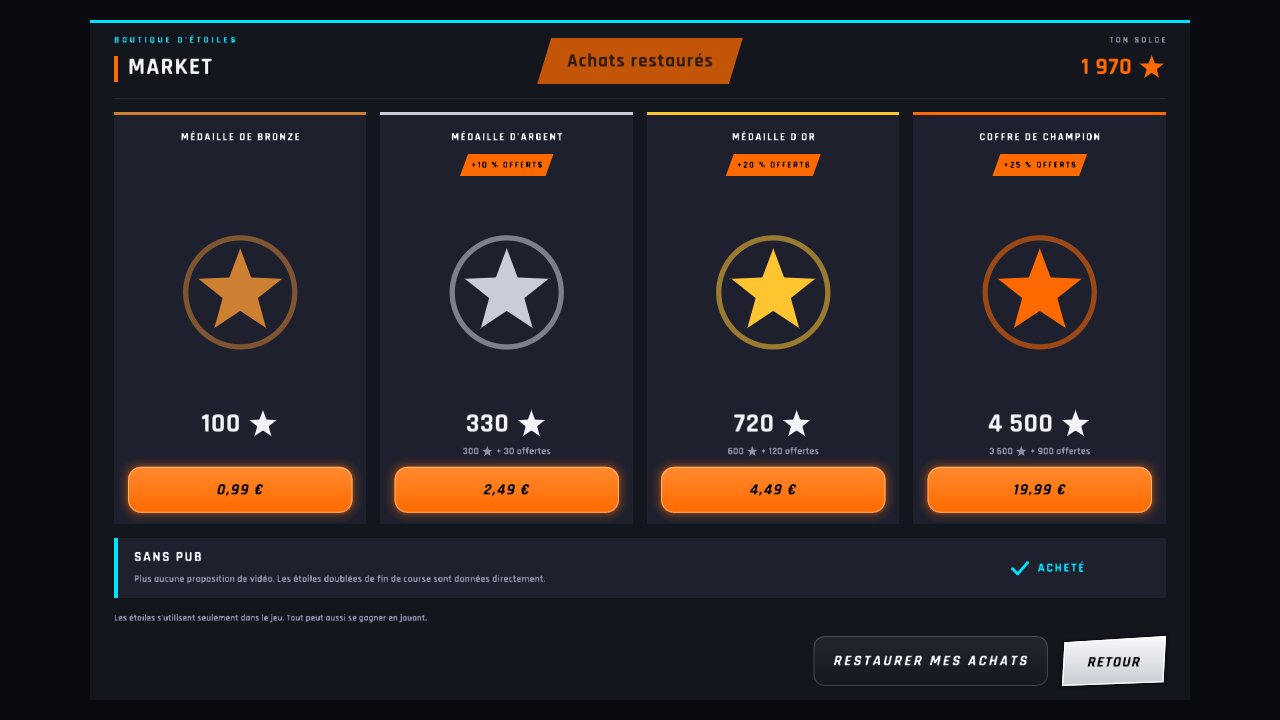 BOUTIQUE D'ÉTOILES
MARKET
Achats restaurés
TON SOLDE
1 970
MÉDAILLE DE BRONZE
100
0,99 €
MÉDAILLE D'ARGENT
+10 % OFFERTS
330
300 ★ + 30 offertes
2,49 €
MÉDAILLE D'OR
+20 % OFFERTS
720
600 ★ + 120 offertes
4,49 €
COFFRE DE CHAMPION
+25 % OFFERTS
4 500
3 600 ★ + 900 offertes
19,99 €
SANS PUB
Plus aucune proposition de vidéo. Les étoiles doublées de fin de course sont données directement.
ACHETÉ
Les étoiles s'utilisent seulement dans le jeu. Tout peut aussi se gagner en jouant.
RESTAURER MES ACHATS
RETOUR